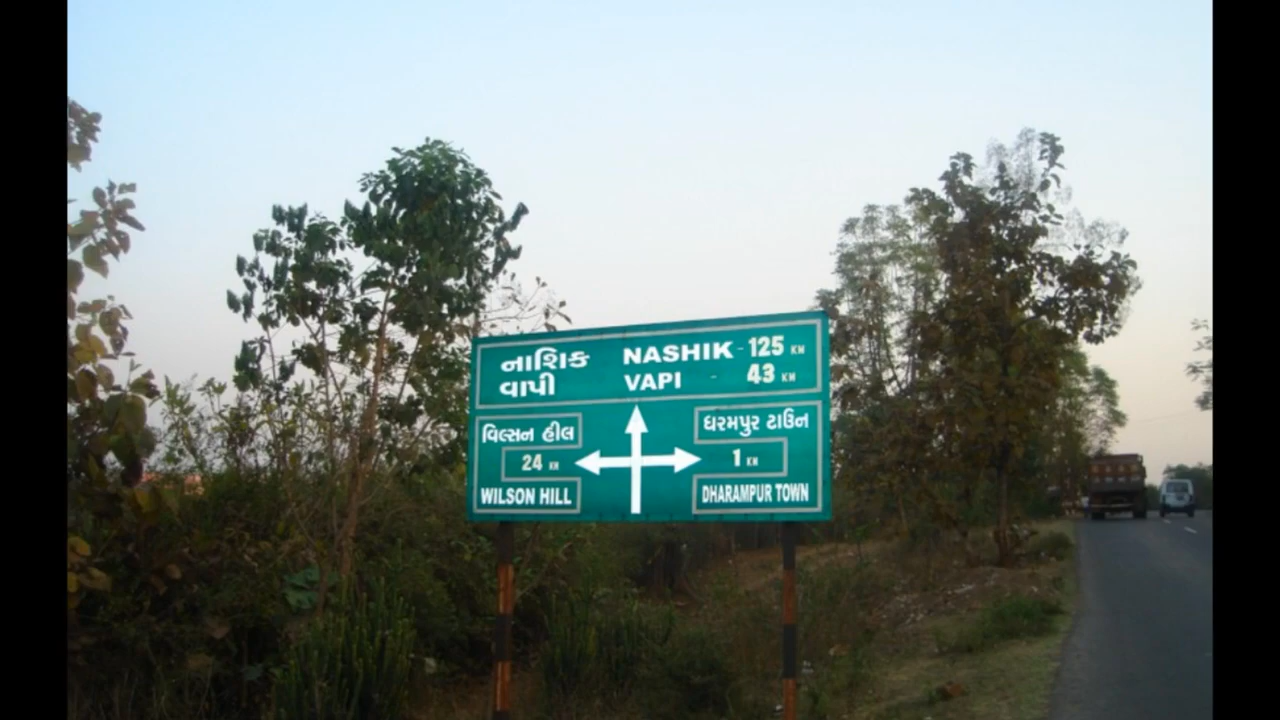 નાશિક NASHIK - 125 KM
વાપી VAPI - 43 KM
વિલ્સન હીલ
24 KM
WILSON HILL
ધરમપુર ટાઉન
1 KM
DHARAMPUR TOWN